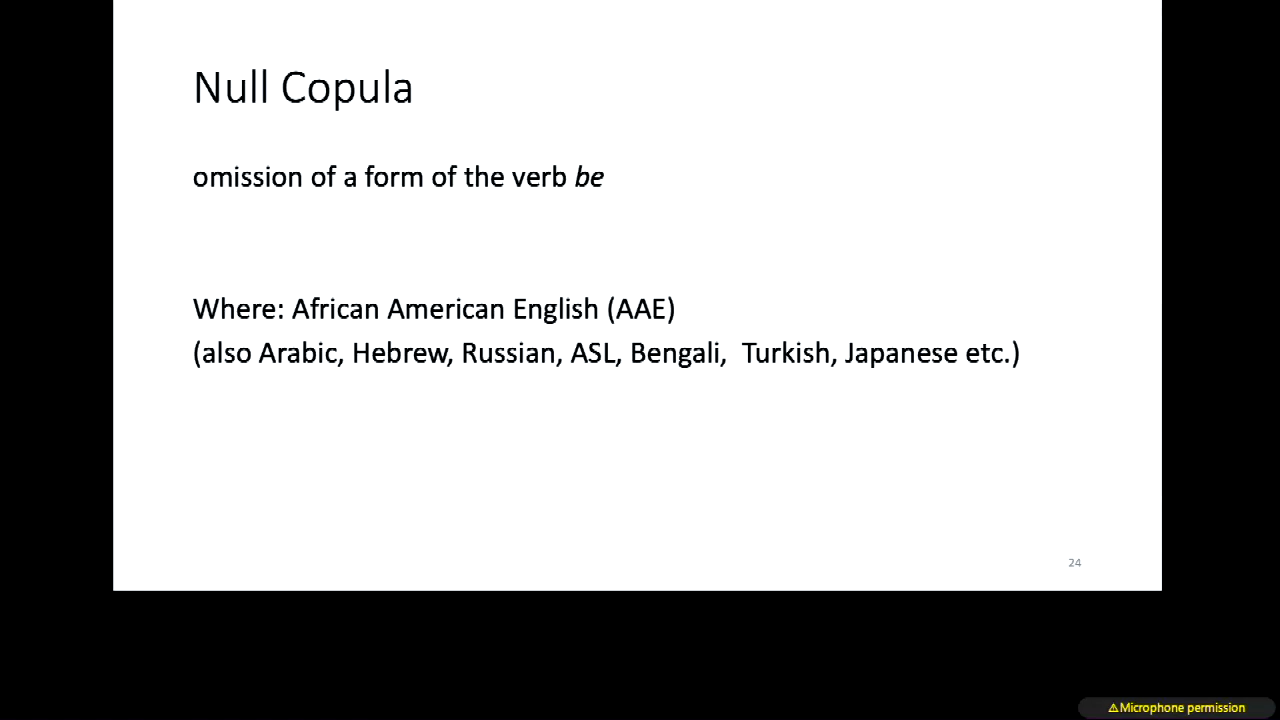 Null Copula
omission of a form of the verb be
Where: African American English (AAE)
(also Arabic, Hebrew, Russian, ASL, Bengali,  Turkish, Japanese etc.)
24
⚠Microphone permission